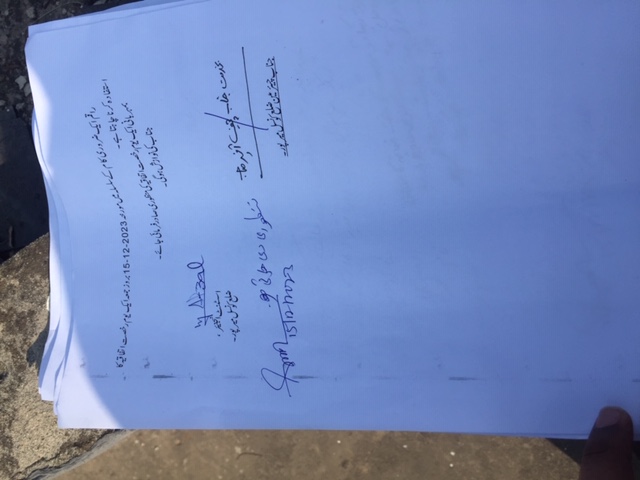 راقم ایک ضروری کام کے سلسلہ میں مورخہ 15-12-2023 بروز جمعہ ایک یوم رخصت اتفاقیہ کا
استفادہ کرنا چاہتا ہے۔
بمہربانی ایک یوم رخصت اتفاقیہ کی منظوری صادر فرمائی جائے۔
جناب کی نوازش ہوگی۔
اسسٹنٹ انجینئر،
ضلع کونسل میرپور۔
خدمت جناب چیف آفیسر صاحب
جناب چیئرمین ضلع کونسل میرپور۔
منظوری دی جاتی ہے۔
15/12/2023